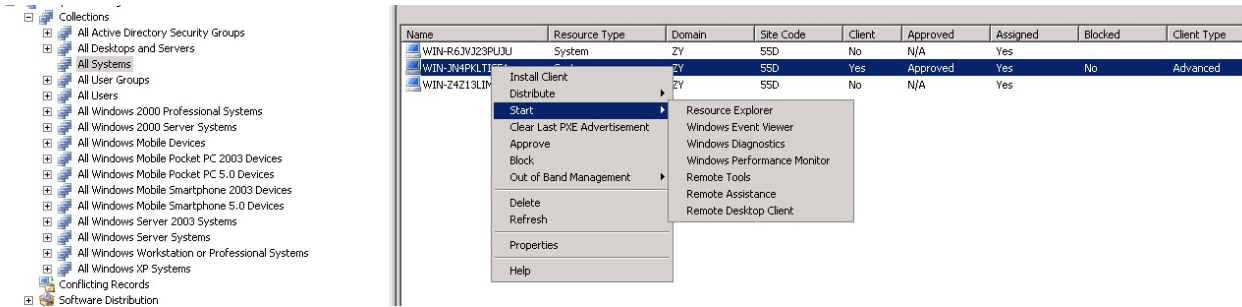 Collections
All Active Directory Security Groups
All Desktops and Servers
All Systems
All User Groups
All Users
All Windows 2000 Professional Systems
All Windows 2000 Server Systems
All Windows Mobile Devices
All Windows Mobile Pocket PC 2003 Devices
All Windows Mobile Pocket PC 5.0 Devices
All Windows Mobile Smartphone 2003 Devices
All Windows Mobile Smartphone 5.0 Devices
All Windows Server 2003 Systems
All Windows Server Systems
All Windows Workstation or Professional Systems
All Windows XP Systems
Conflicting Records
Software Distribution
Name Resource Type Domain Site Code Client Approved Assigned Blocked Client Type
WIN-R6JVJ23PUJU System ZY 55D No N/A Yes
ZY 55D Yes Approved Yes No Advanced
ZY 55D No N/A Yes
Install Client
Distribute
Start
Clear Last PXE Advertisement
Approve
Block
Out of Band Management
Delete
Refresh
Properties
Help
Resource Explorer
Windows Event Viewer
Windows Diagnostics
Windows Performance Monitor
Remote Tools
Remote Assistance
Remote Desktop Client